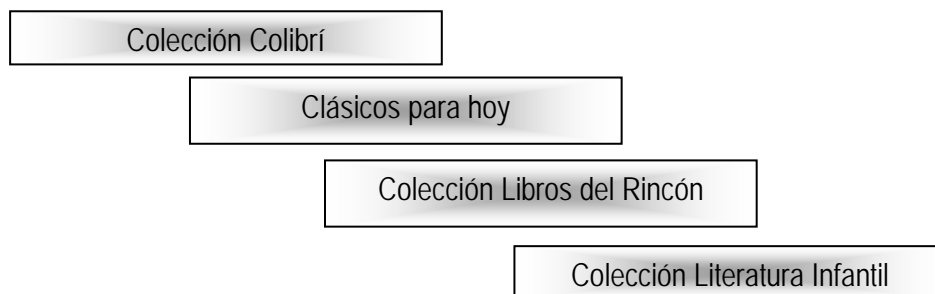 Colección Colibrí
Clásicos para hoy
Colección Libros del Rincón
Colección Literatura Infantil